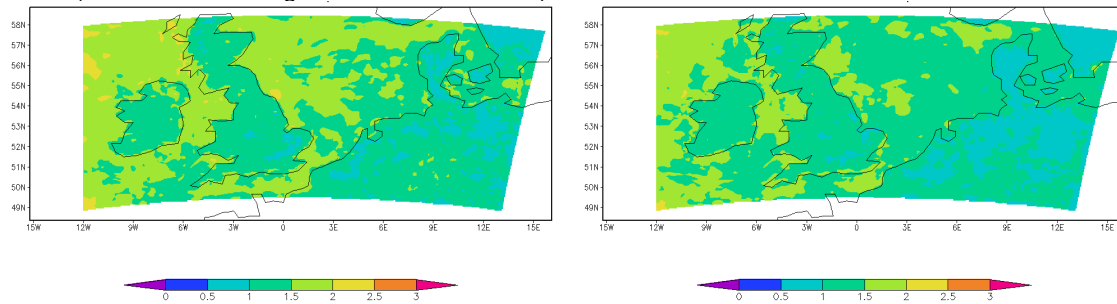 58N 58N
57N 57N
56N 56N
55N 55N
54N 54N
53N 53N
52N 52N
51N 51N
50N 50N
49N 49N
15W 12W 9W 6W 3W 0 3E 6E 9E 12E 15E 15W 12W 9W 6W 3W 0 3E 6E 9E 12E 15E
0 0.5 1 1.5 2 2.5 3 0 0.5 1 1.5 2 2.5 3